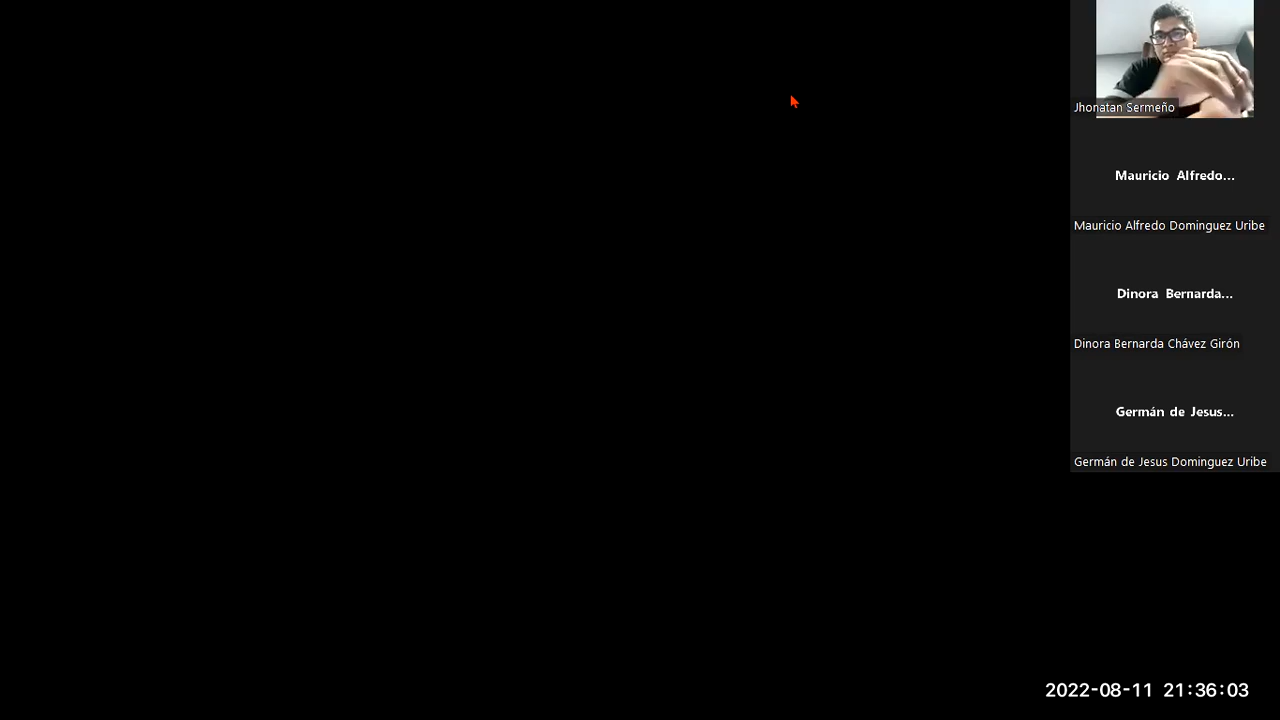 Jhonatan Sermeño
Mauricio Alfredo...
Mauricio Alfredo Dominguez Uribe
Dinora Bernarda...
Dinora Bernarda Chávez Girón
Germán de Jesus...
Germán de Jesus Dominguez Uribe
2022-08-11 21:36:03